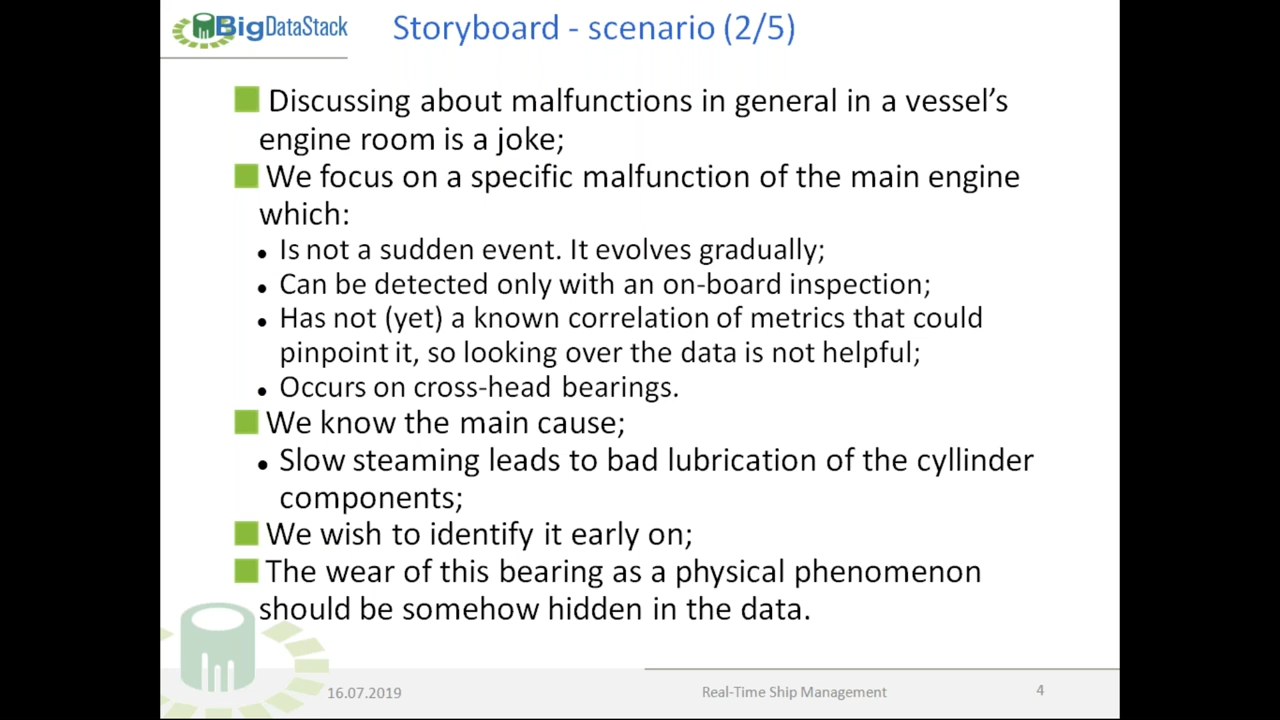 BigDataStack
Storyboard - scenario (2/5)
Discussing about malfunctions in general in a vessel's
engine room is a joke;
We focus on a specific malfunction of the main engine
which:
• Is not a sudden event. It evolves gradually;
• Can be detected only with an on-board inspection;
• Has not (yet) a known correlation of metrics that could
pinpoint it, so looking over the data is not helpful;
• Occurs on cross-head bearings.
We know the main cause;
• Slow steaming leads to bad lubrication of the cyllinder
components;
We wish to identify it early on;
The wear of this bearing as a physical phenomenon
should be somehow hidden in the data.
16.07.2019
Real-Time Ship Management
4